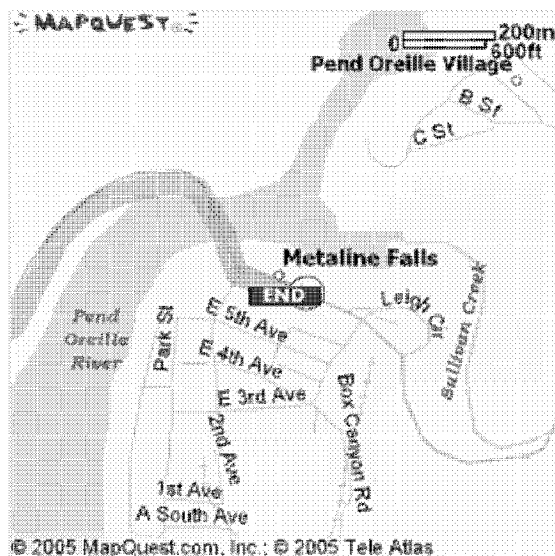 MAPQUEST
0 200m
600ft
Pend Oreille Village
B St
C St
Metaline Falls
END
Leigh Cir
Sullivan Creek
Pend
Oreille
River
Park St
E 5th Ave
E 4th Ave
E 3rd Ave
2nd Ave
Box Canyon Rd
1st Ave
A South Ave
© 2005 MapQuest.com, Inc.; © 2005 Tele Atlas